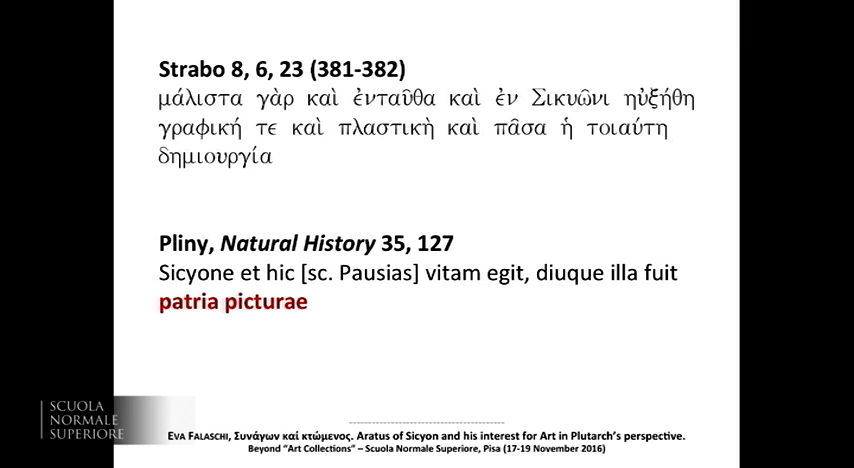 Strabo 8, 6, 23 (381-382)
μάλιστα γὰρ καὶ ἐνταῦθα καὶ ἐν Σικυῶνι ηὐξήθη
γραφική τε καὶ πλαστικὴ καὶ πᾶσα ἡ τοιαύτη
δημιουργία
Pliny, Natural History 35, 127
Sicyone et hic [sc. Pausias] vitam egit, diuque illa fuit
patria picturae
SCUOLA
NORMALE
SUPERIORE
EVA FALASCHI, Συνάγων καί κτώμενος. Aratus of Sicyon and his interest for Art in Plutarch's perspective.
Beyond "Art Collections" – Scuola Normale Superiore, Pisa (17-19 November 2016)